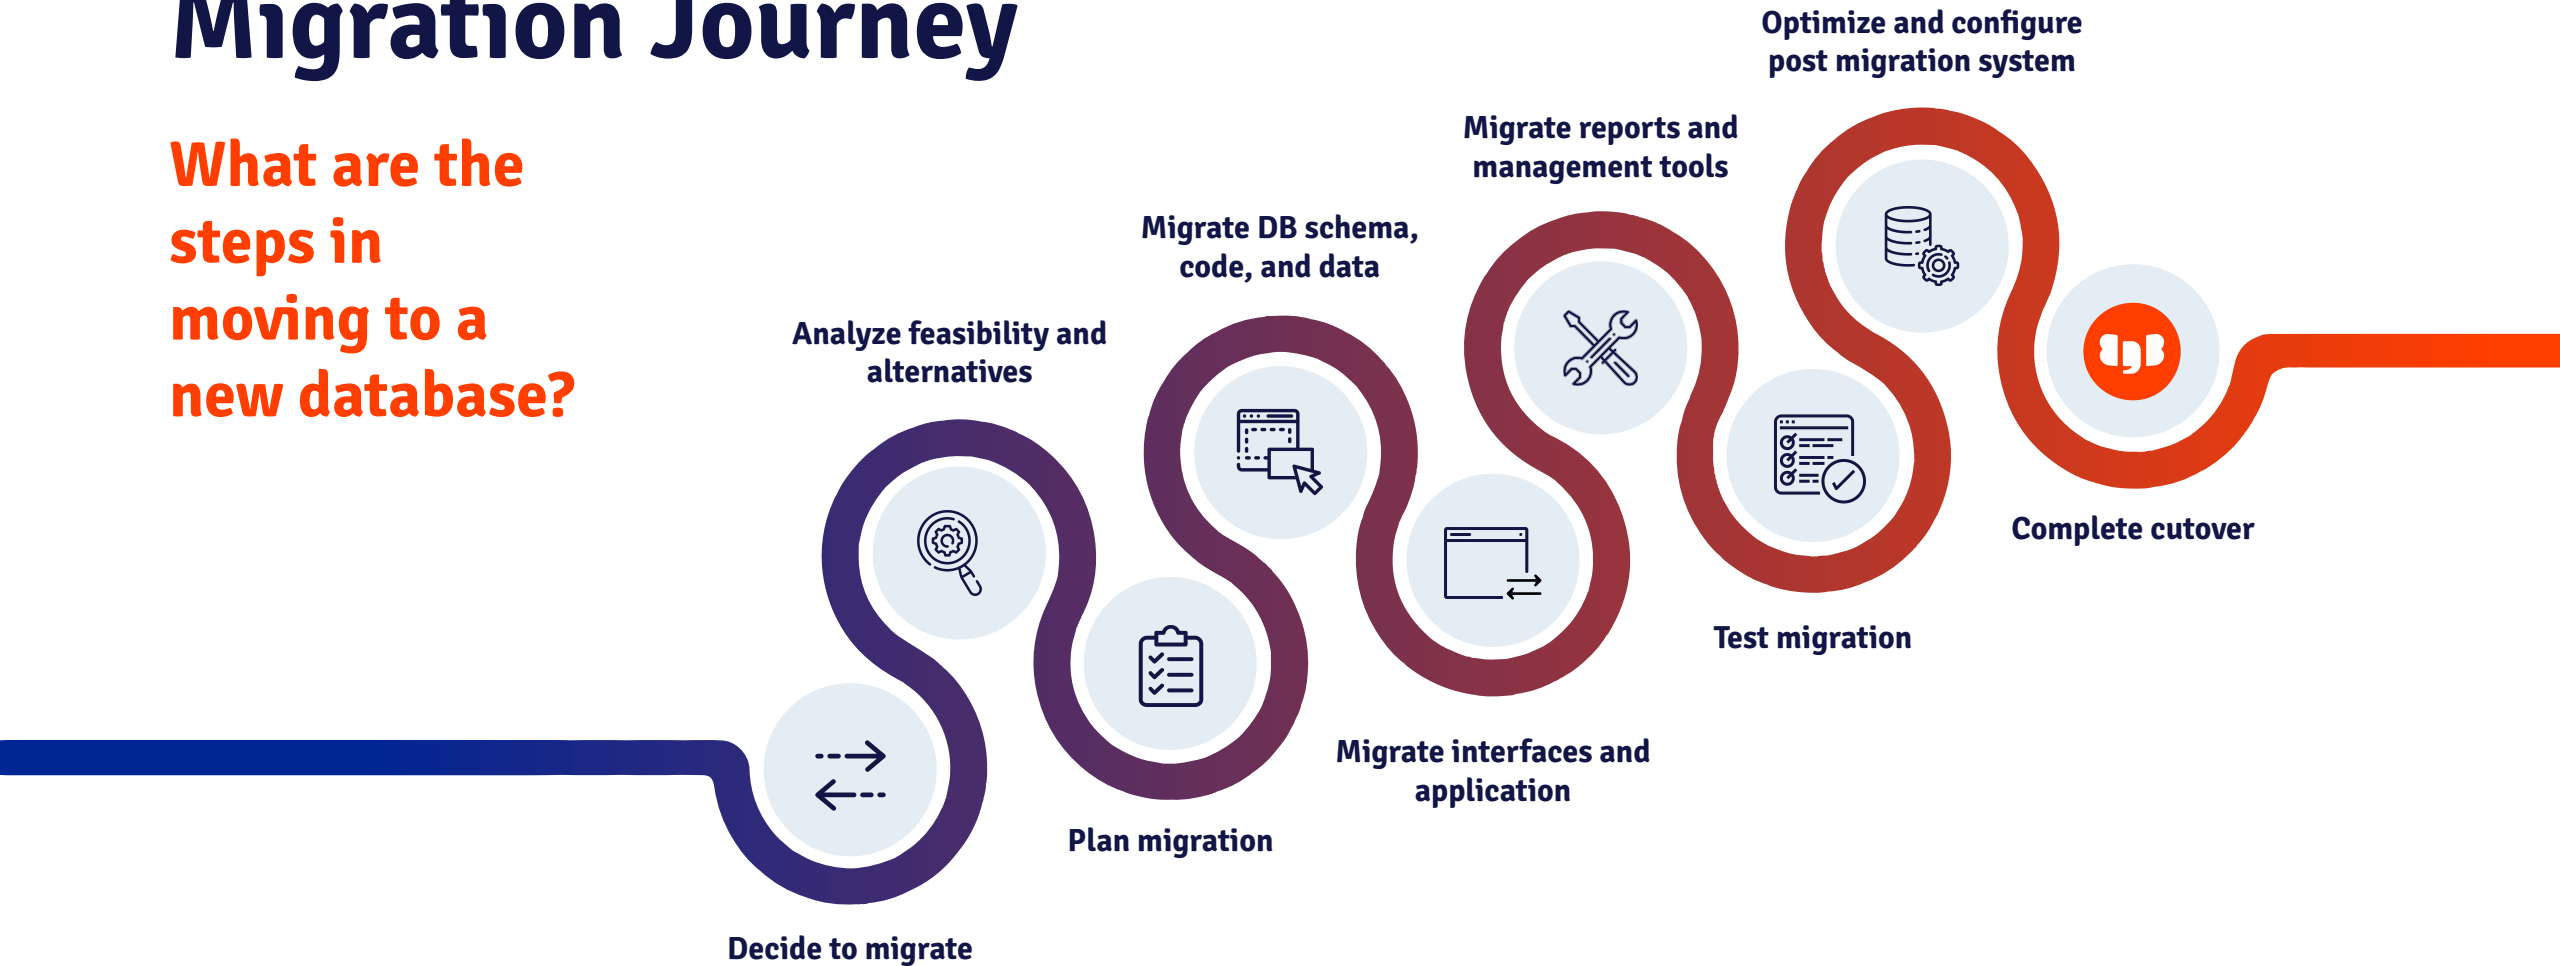 Migration Journey
What are the
steps in
moving to a
new database?
Decide to migrate
Analyze feasibility and
alternatives
Plan migration
Migrate DB schema,
code, and data
Migrate interfaces and
application
Migrate reports and
management tools
Test migration
Optimize and configure
post migration system
Complete cutover